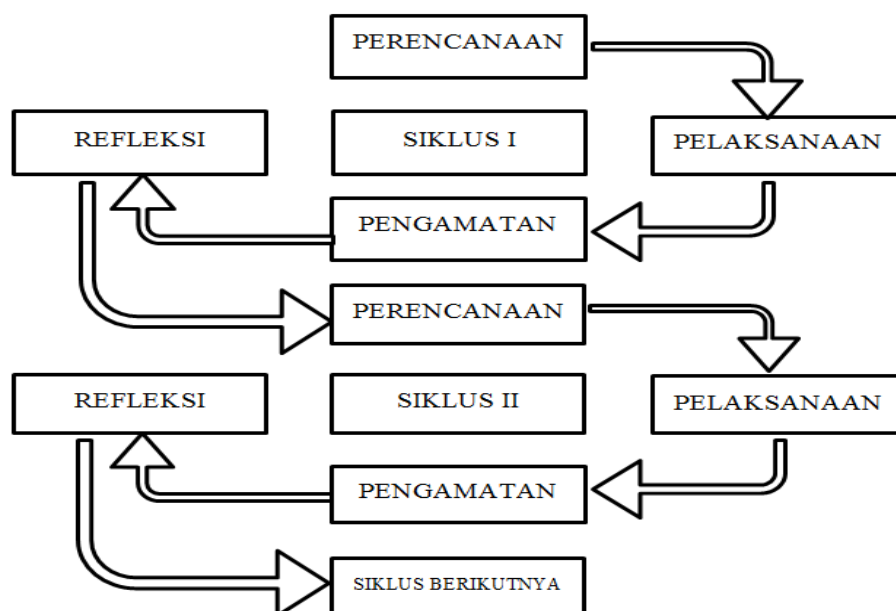 PERENCANAAN
REFLEKSI
SIKLUS I
PELAKSANAAN
PENGAMATAN
PERENCANAAN
REFLEKSI
SIKLUS II
PELAKSANAAN
PENGAMATAN
SIKLUS BERIKUTNYA